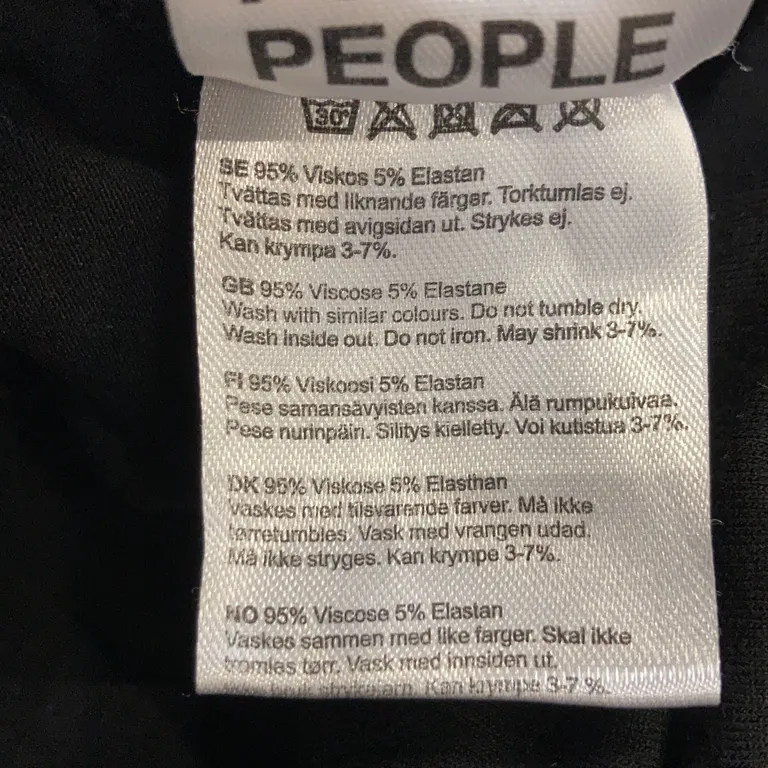 PEOPLE
30°
SE 95% Viskos 5% Elastan
Tvättas med liknande färger. Torktumlas ej.
Tvättas med avigsidan ut. Strykes ej.
Kan krympa 3-7%.
GB 95% Viscose 5% Elastane
Wash with similar colours. Do not tumble dry.
Wash inside out. Do not iron. May shrink 3-7%.
FI 95% Viskoosi 5% Elastan
Pese samansävyisten kanssa. Älä rumpukuivaa.
Pese nurinpäin. Silitys kielletty. Voi kutistua 3-7%.
DK 95% Viskose 5% Elasthan
Vaskes med tilsvarende farver. Må ikke
tørretumbles. Vask med vrangen udad.
Må ikke stryges. Kan krympe 3-7%.
NO 95% Viscose 5% Elastan
Vaskes sammen med like farger. Skal ikke
tromles tørr. Vask med innsiden ut.
Kan krympe 3-7 %.